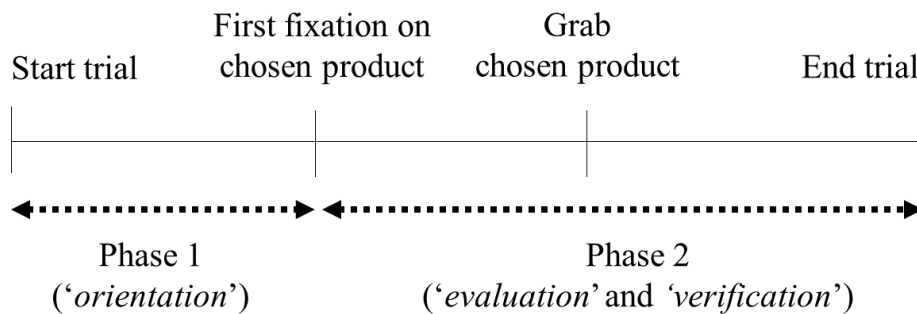 First fixation on
chosen product
Grab
chosen product
Start trial
End trial
Phase 1
(‘orientation’)
Phase 2
(‘evaluation’ and ‘verification’)